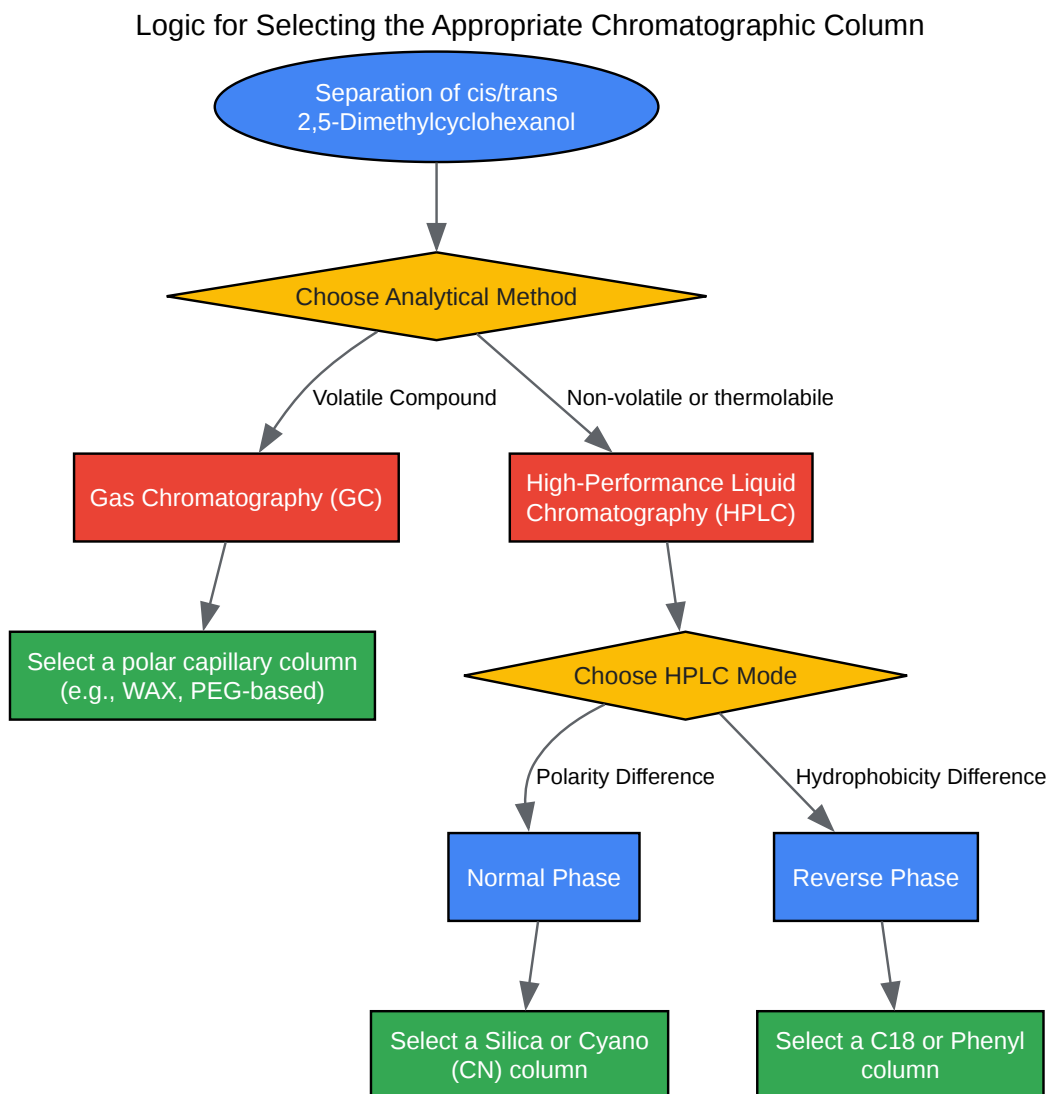 Logic for Selecting the Appropriate Chromatographic Column
Separation of cis/trans
2,5-Dimethylcyclohexanol
Choose Analytical Method
Volatile Compound
Non-volatile or thermolabile
Gas Chromatography (GC)
High-Performance Liquid
Chromatography (HPLC)
Select a polar capillary column
(e.g., WAX, PEG-based)
Choose HPLC Mode
Polarity Difference
Hydrophobicity Difference
Normal Phase
Reverse Phase
Select a Silica or Cyano
(CN) column
Select a C18 or Phenyl
column